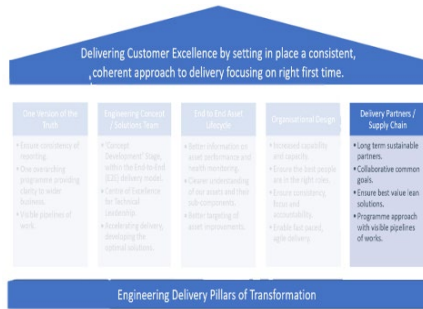 Delivering Customer Excellence by setting in place a consistent,
coherent approach to delivery focusing on right first time.
One Version of the
Truth
• Ensure consistency of
reporting.
• One overarching
programme providing
clarity to wider
business.
• Visible pipelines of
work.
Engineering Concept
/ Solutions Team
• 'Concept
Development' Stage,
within the End-to-End
(E2E) delivery model.
• Centre of Excellence
for Technical
Leadership.
• Accelerating delivery,
developing the
optimal solutions.
End to End Asset
Lifecycle
• Better information on
asset performance and
health monitoring.
• Clearer understanding
of our assets and their
sub-components.
• Better targeting of
asset improvements.
Organisational Design
• Increased capability
and capacity.
• Ensure the best people
are in the right roles.
• Ensure consistency,
focus and
accountability.
• Enable fast paced,
agile delivery.
Delivery Partners /
Supply Chain
• Long term sustainable
partners.
• Collaborative common
goals.
• Ensure best value lean
solutions.
• Programme approach
with visible pipelines
of works.
Engineering Delivery Pillars of Transformation